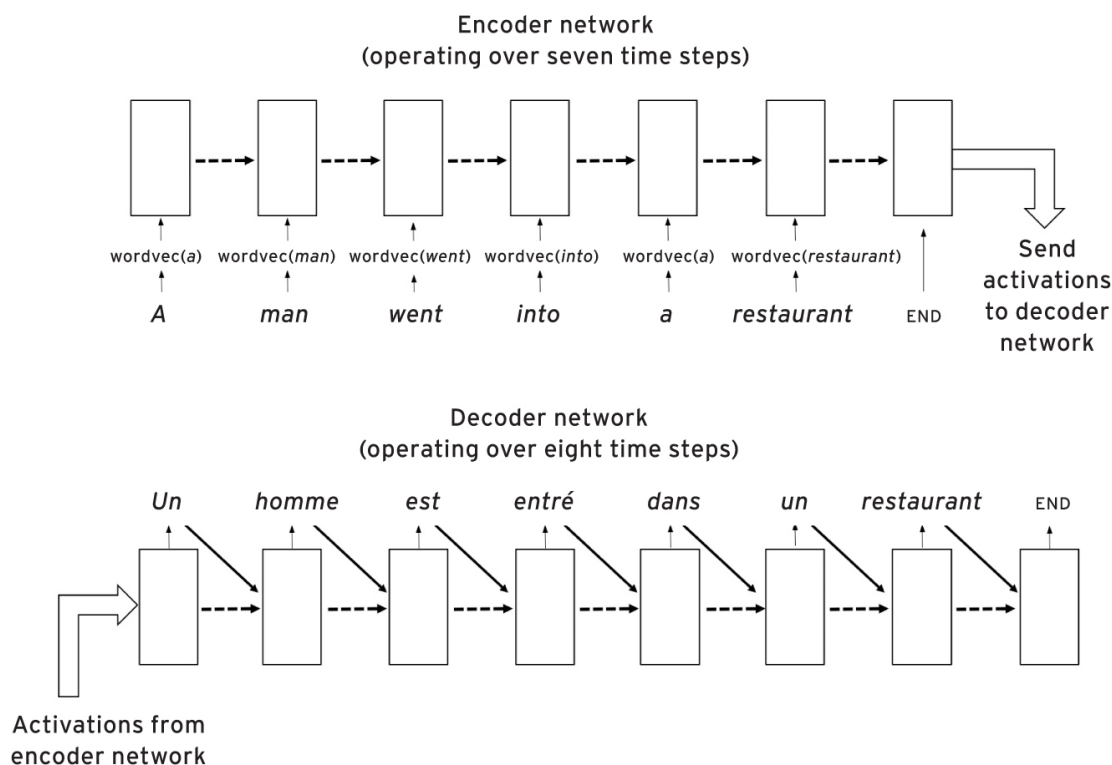 Encoder network
(operating over seven time steps)
wordvec(a) wordvec(man) wordvec(went) wordvec(into) wordvec(a) wordvec(restaurant)
A man went into a restaurant END
Send
activations
to decoder
network
Decoder network
(operating over eight time steps)
Un homme est entré dans un restaurant END
Activations from
encoder network